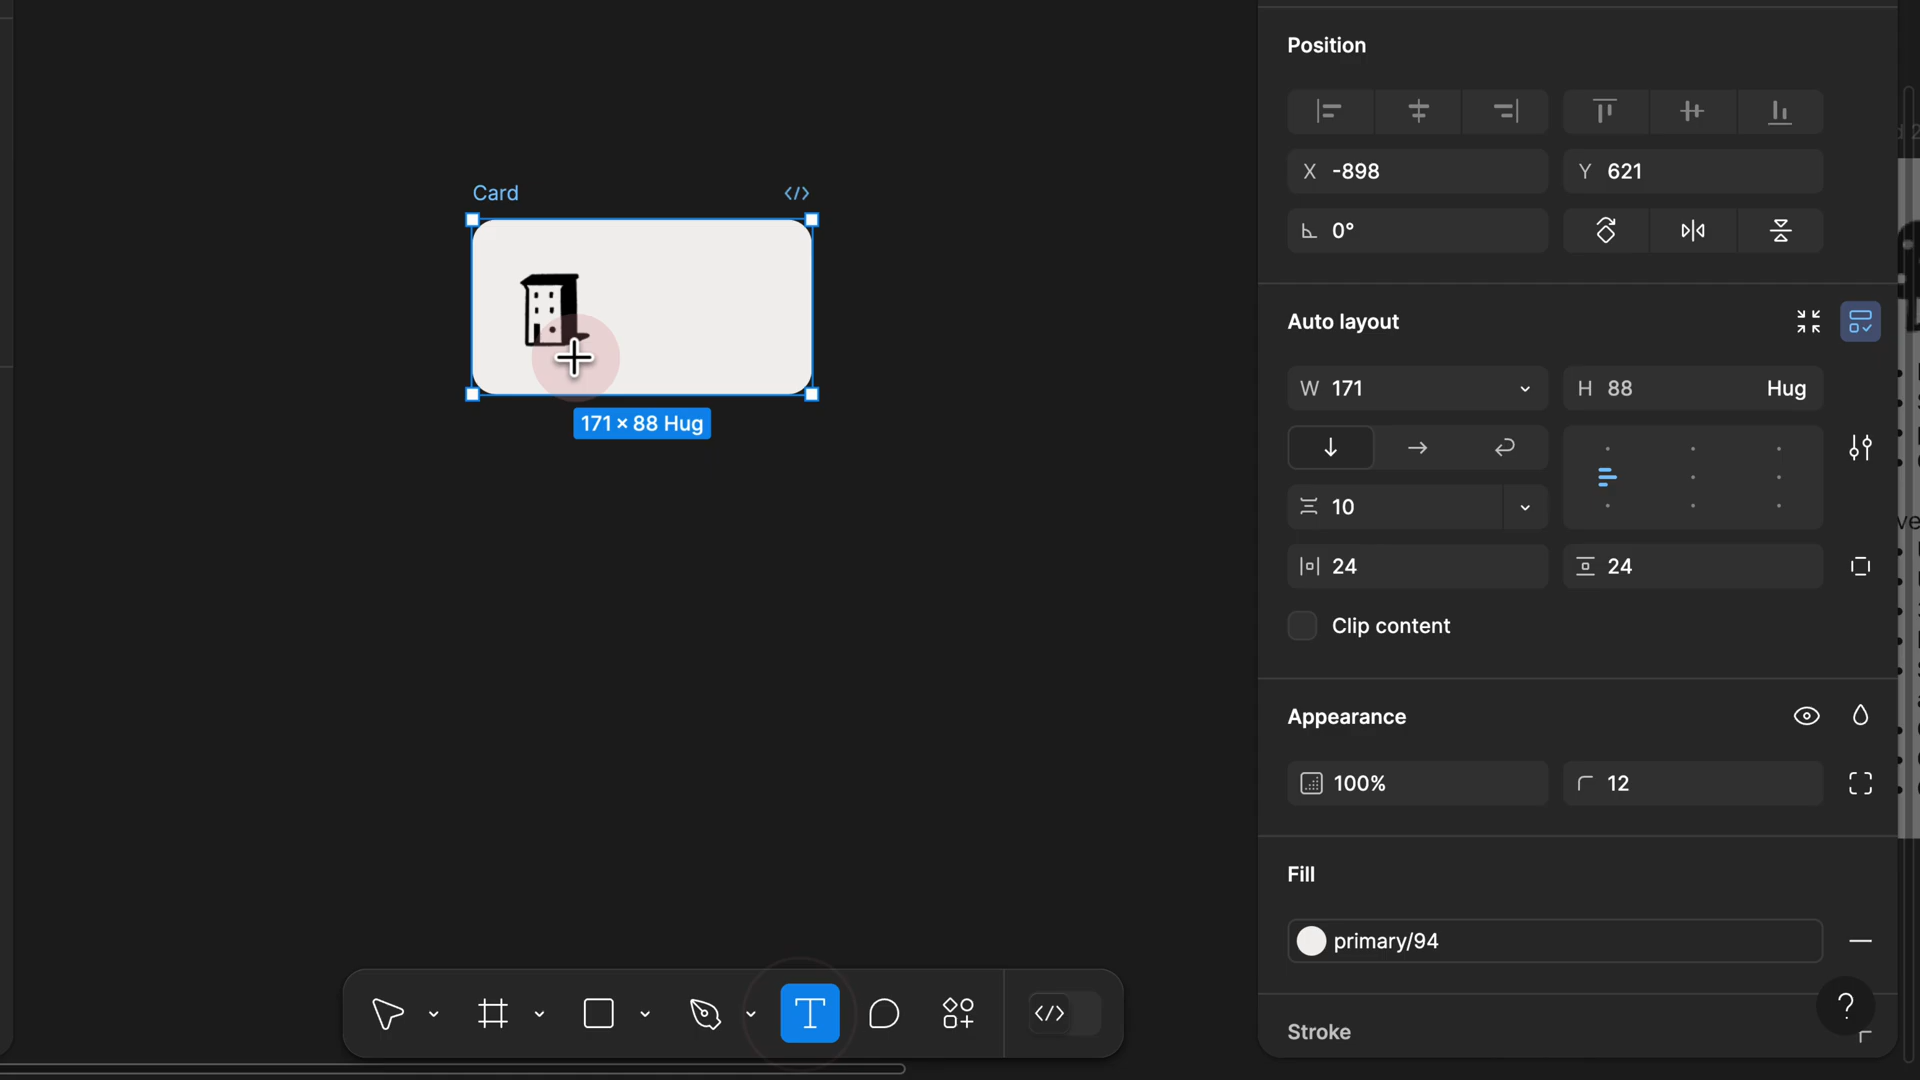 Position
X -898
Y 621
0°
Card
171 × 88 Hug
Auto layout
W 171
H 88 Hug
10
24
24
Clip content
Appearance
100%
12
Fill
primary/94
Stroke
T
?